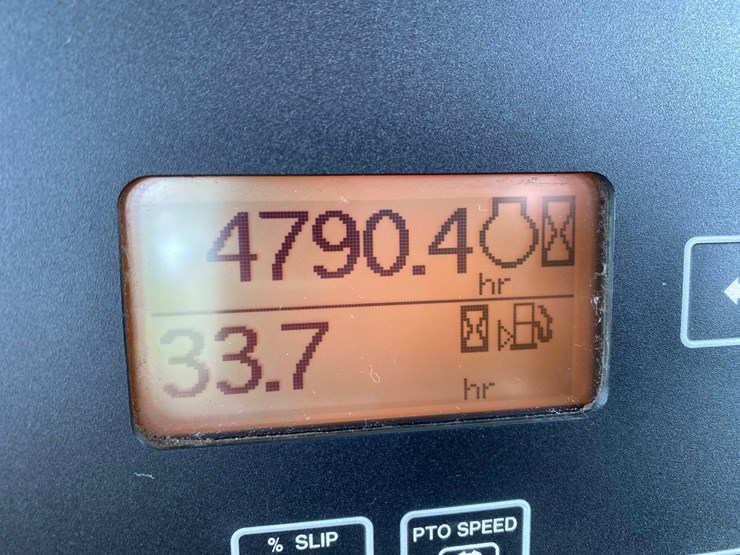 4790.4
hr
33.7
hr
% SLIP
PTO SPEED